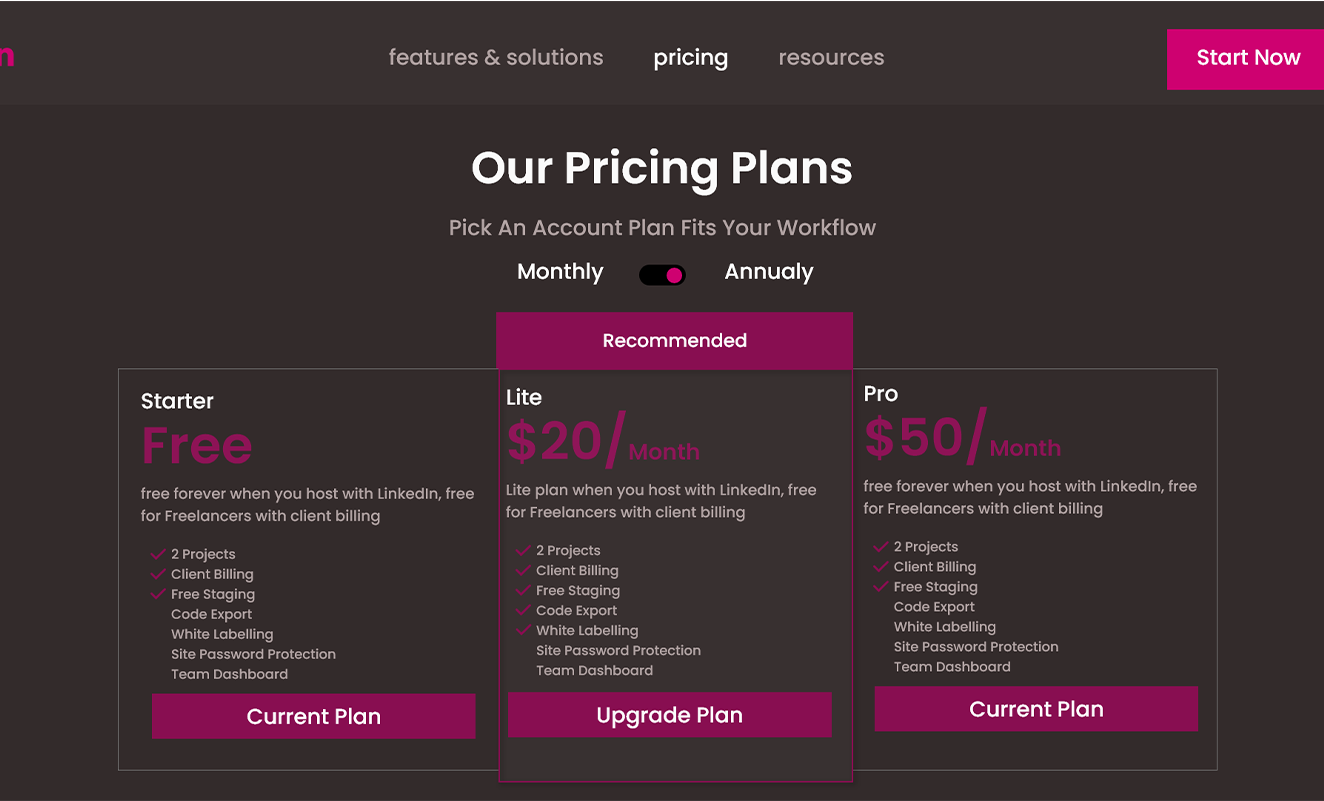 n
features & solutions pricing resources Start Now
Our Pricing Plans
Pick An Account Plan Fits Your Workflow
Monthly Annualy
Recommended
Starter
Free
free forever when you host with LinkedIn, free
for Freelancers with client billing
2 Projects
Client Billing
Free Staging
Code Export
White Labelling
Site Password Protection
Team Dashboard
Current Plan
Lite
$20/Month
Lite plan when you host with LinkedIn, free
for Freelancers with client billing
2 Projects
Client Billing
Free Staging
Code Export
White Labelling
Site Password Protection
Team Dashboard
Upgrade Plan
Pro
$50/Month
free forever when you host with LinkedIn, free
for Freelancers with client billing
2 Projects
Client Billing
Free Staging
Code Export
White Labelling
Site Password Protection
Team Dashboard
Current Plan